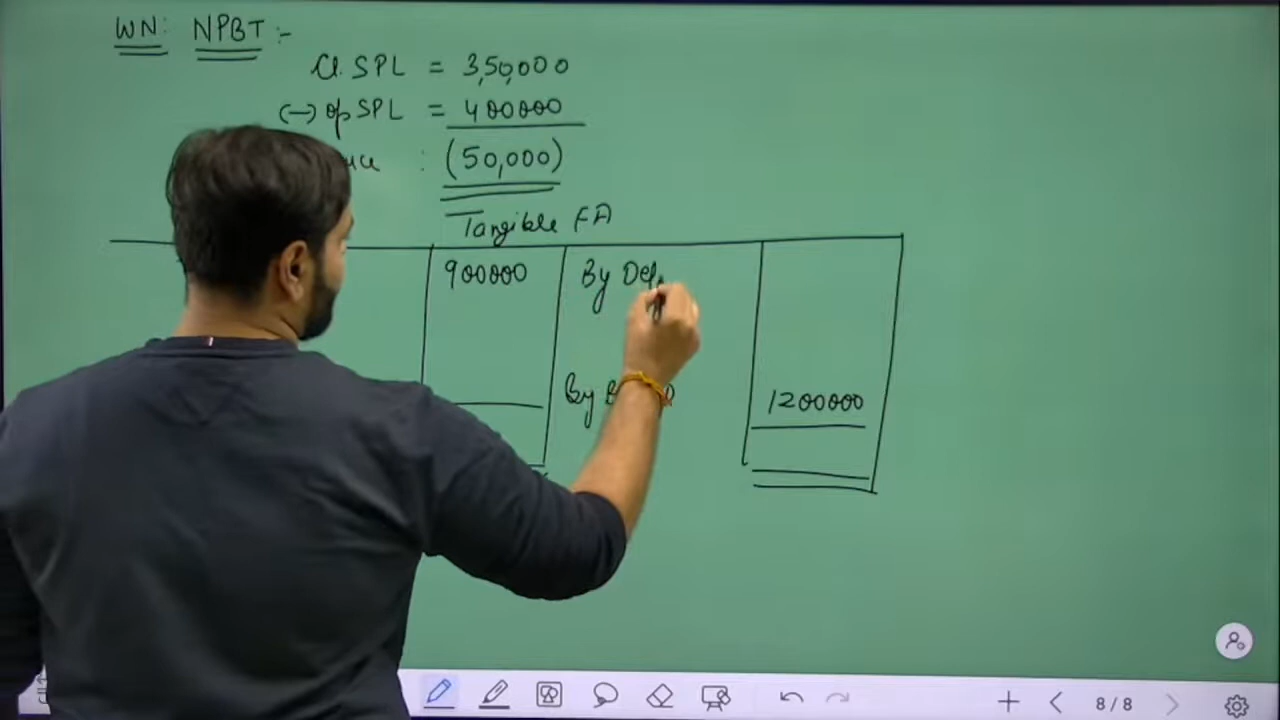 WN: NPBT :-
Cl. SPL = 3,50,000
(-) op SPL = 400000
: (50,000)
Tangible FA
900000 By Dep
By 1200000
8/8